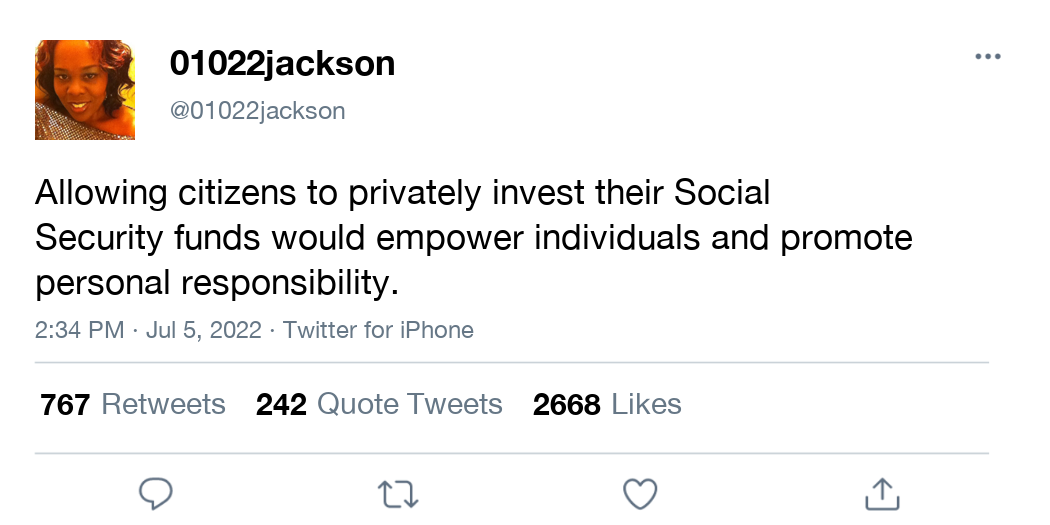 01022jackson
@01022jackson
Allowing citizens to privately invest their Social
Security funds would empower individuals and promote
personal responsibility.
2:34 PM · Jul 5, 2022 · Twitter for iPhone
767 Retweets 242 Quote Tweets 2668 Likes